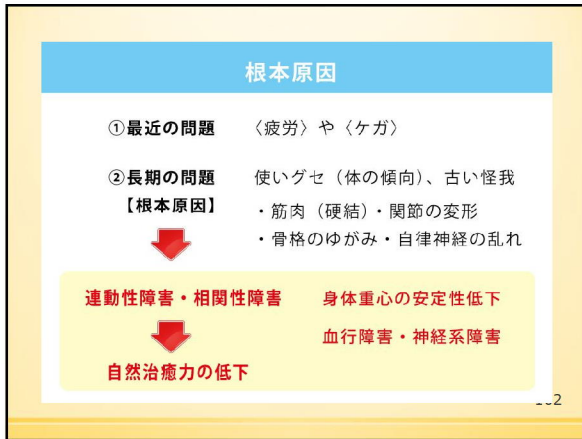 根本原因
①最近の問題 〈疲労〉や〈ケガ〉
②長期の問題 使いグセ（体の傾向）、古い怪我
【根本原因】 ・筋肉（硬結）・関節の変形
・骨格のゆがみ・自律神経の乱れ
連動性障害・相関性障害 身体重心の安定性低下
血行障害・神経系障害
自然治癒力の低下